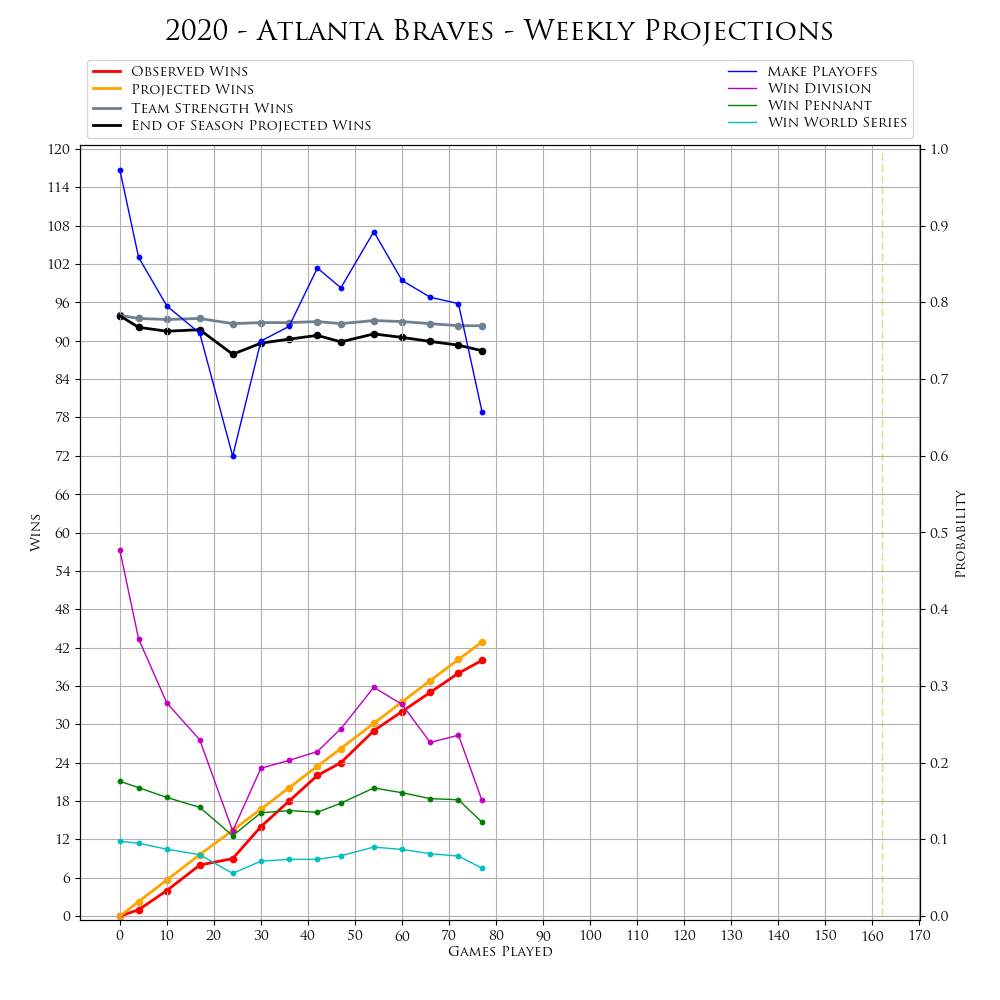 2020 - Atlanta Braves - Weekly Projections
Observed Wins
Projected Wins
Team Strength Wins
End of Season Projected Wins
Make Playoffs
Win Division
Win Pennant
Win World Series
120
114
108
102
96
90
84
78
72
66
60
54
48
42
36
30
24
18
12
6
0
Wins
1.0
0.9
0.8
0.7
0.6
0.5
0.4
0.3
0.2
0.1
0.0
Probability
0 10 20 30 40 50 60 70 80 90 100 110 120 130 140 150 160 170
Games Played